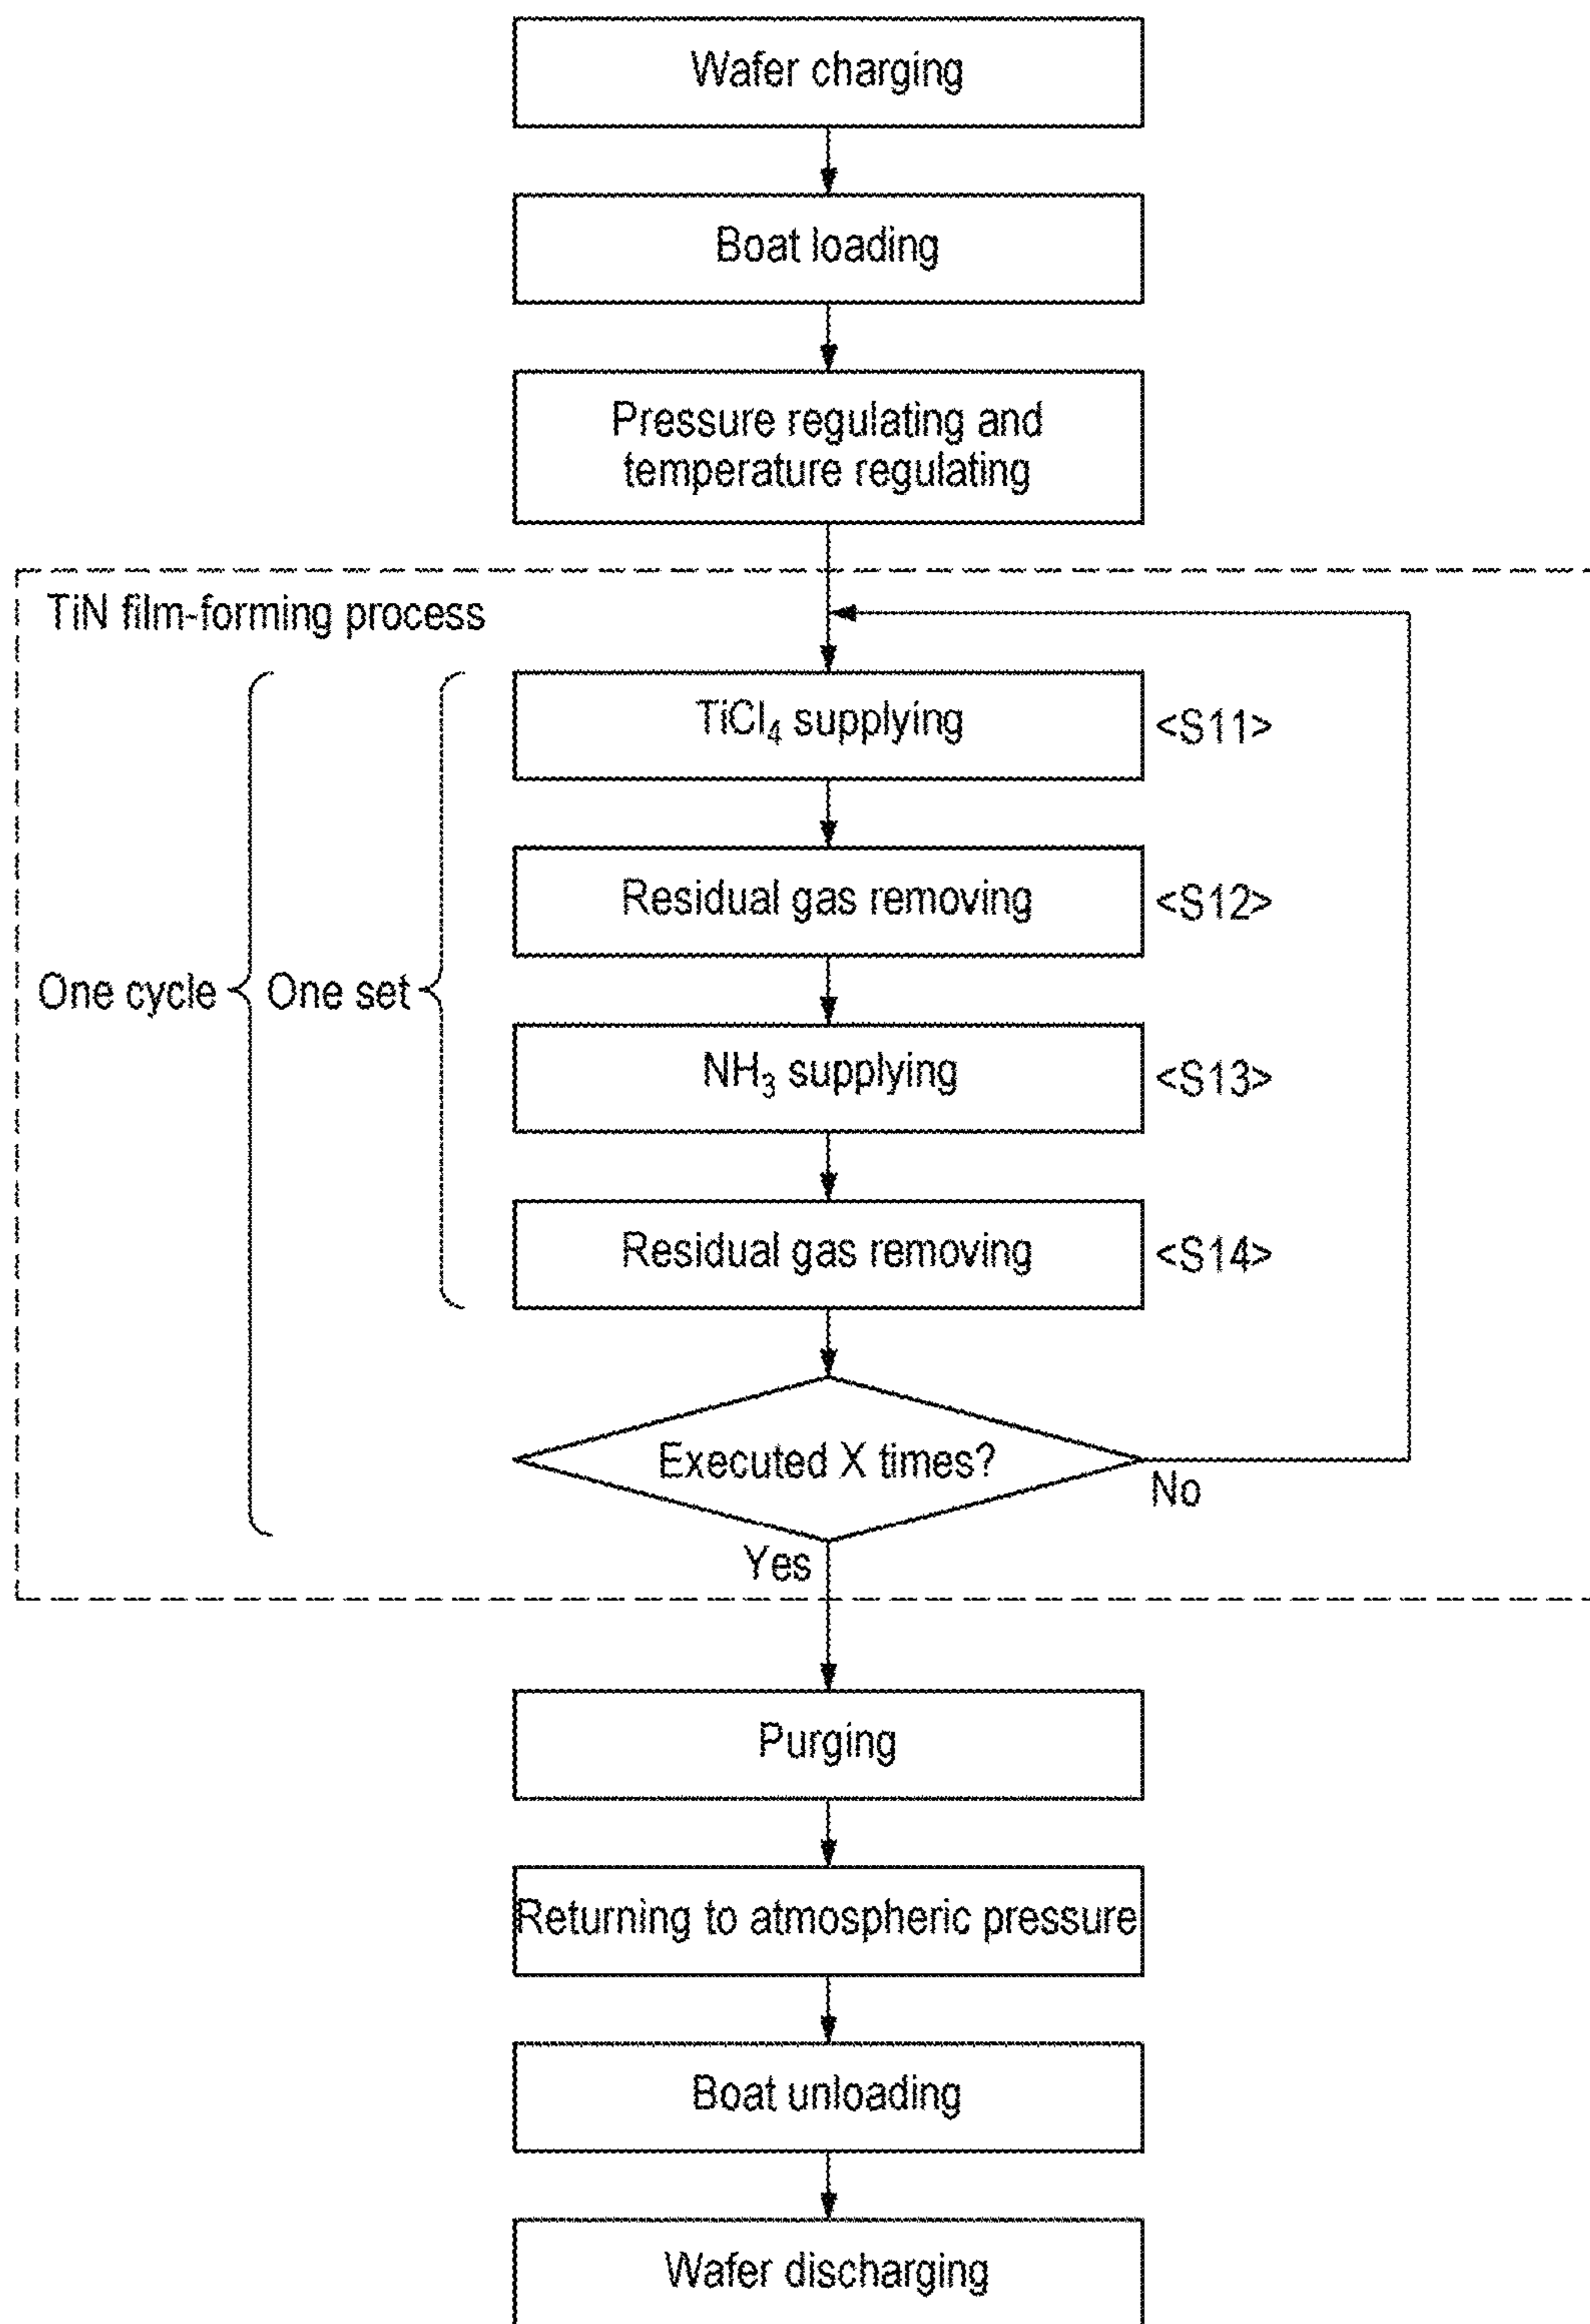 Wafer charging
Boat loading
Pressure regulating and
temperature regulating
TiN film-forming process
TiCl₄ supplying
<S11>
Residual gas removing
<S12>
One cycle
One set
NH₃ supplying
<S13>
Residual gas removing
<S14>
Executed X times?
No
Yes
Purging
Returning to atmospheric pressure
Boat unloading
Wafer discharging